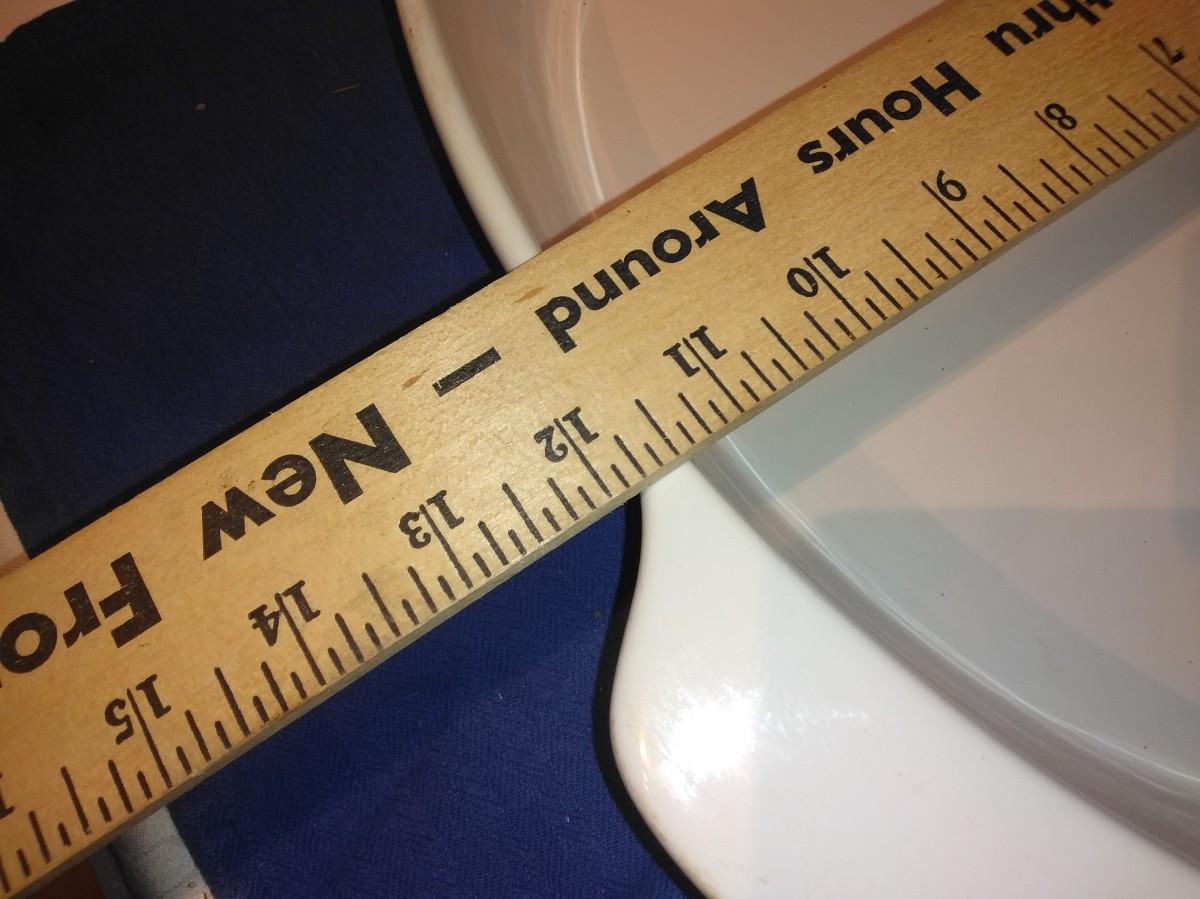 7 8 9 10 11 12 13 14 15
thru Hours Around — New Fro